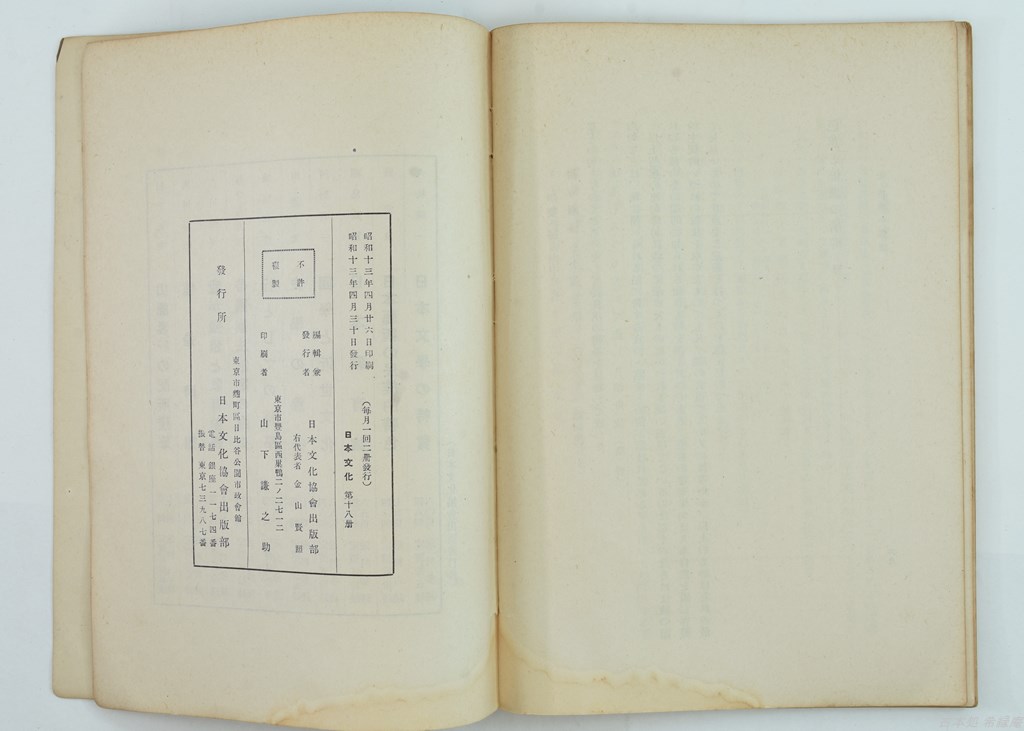 昭和十三年四月廿六日印刷
昭和十三年四月三十日發行
(每月一回二册發行)
日本文化 第十八册
不許
複製
編輯兼
發行者
日本文化協會出版部
右代表者 金山賢
印刷者
東京市豐島區西巢鴨二ノ二七一二
山下謙之助
發行所
東京市麴町區日比谷公園市政會館
日本文化協會出版部
電話銀座一一七四番
振替東京七三九八七番